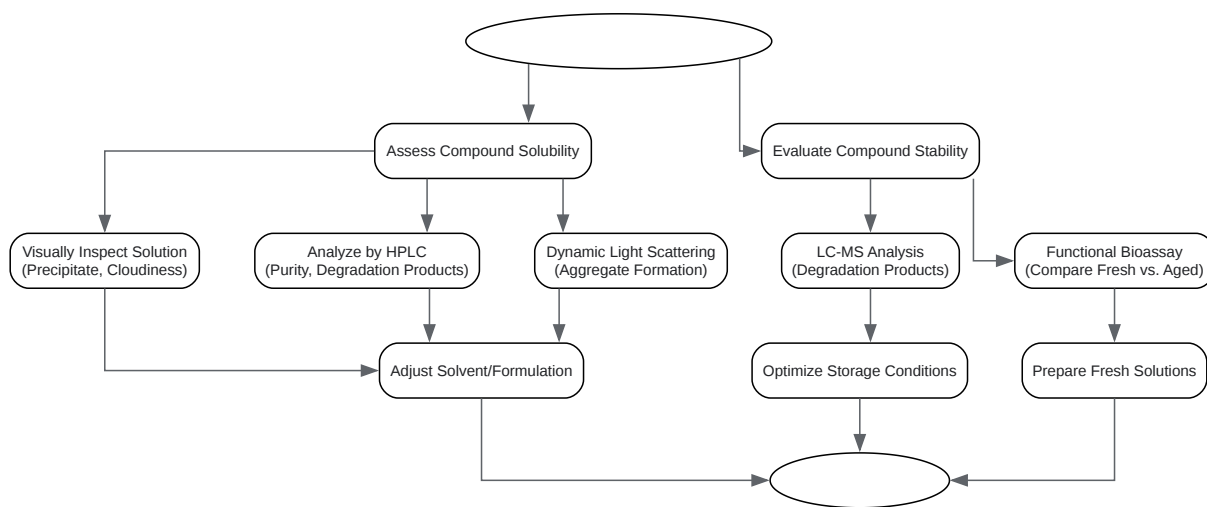 Assess Compound Solubility
Evaluate Compound Stability
Visually Inspect Solution
(Precipitate, Cloudiness)
Analyze by HPLC
(Purity, Degradation Products)
Dynamic Light Scattering
(Aggregate Formation)
LC-MS Analysis
(Degradation Products)
Functional Bioassay
(Compare Fresh vs. Aged)
Adjust Solvent/Formulation
Optimize Storage Conditions
Prepare Fresh Solutions